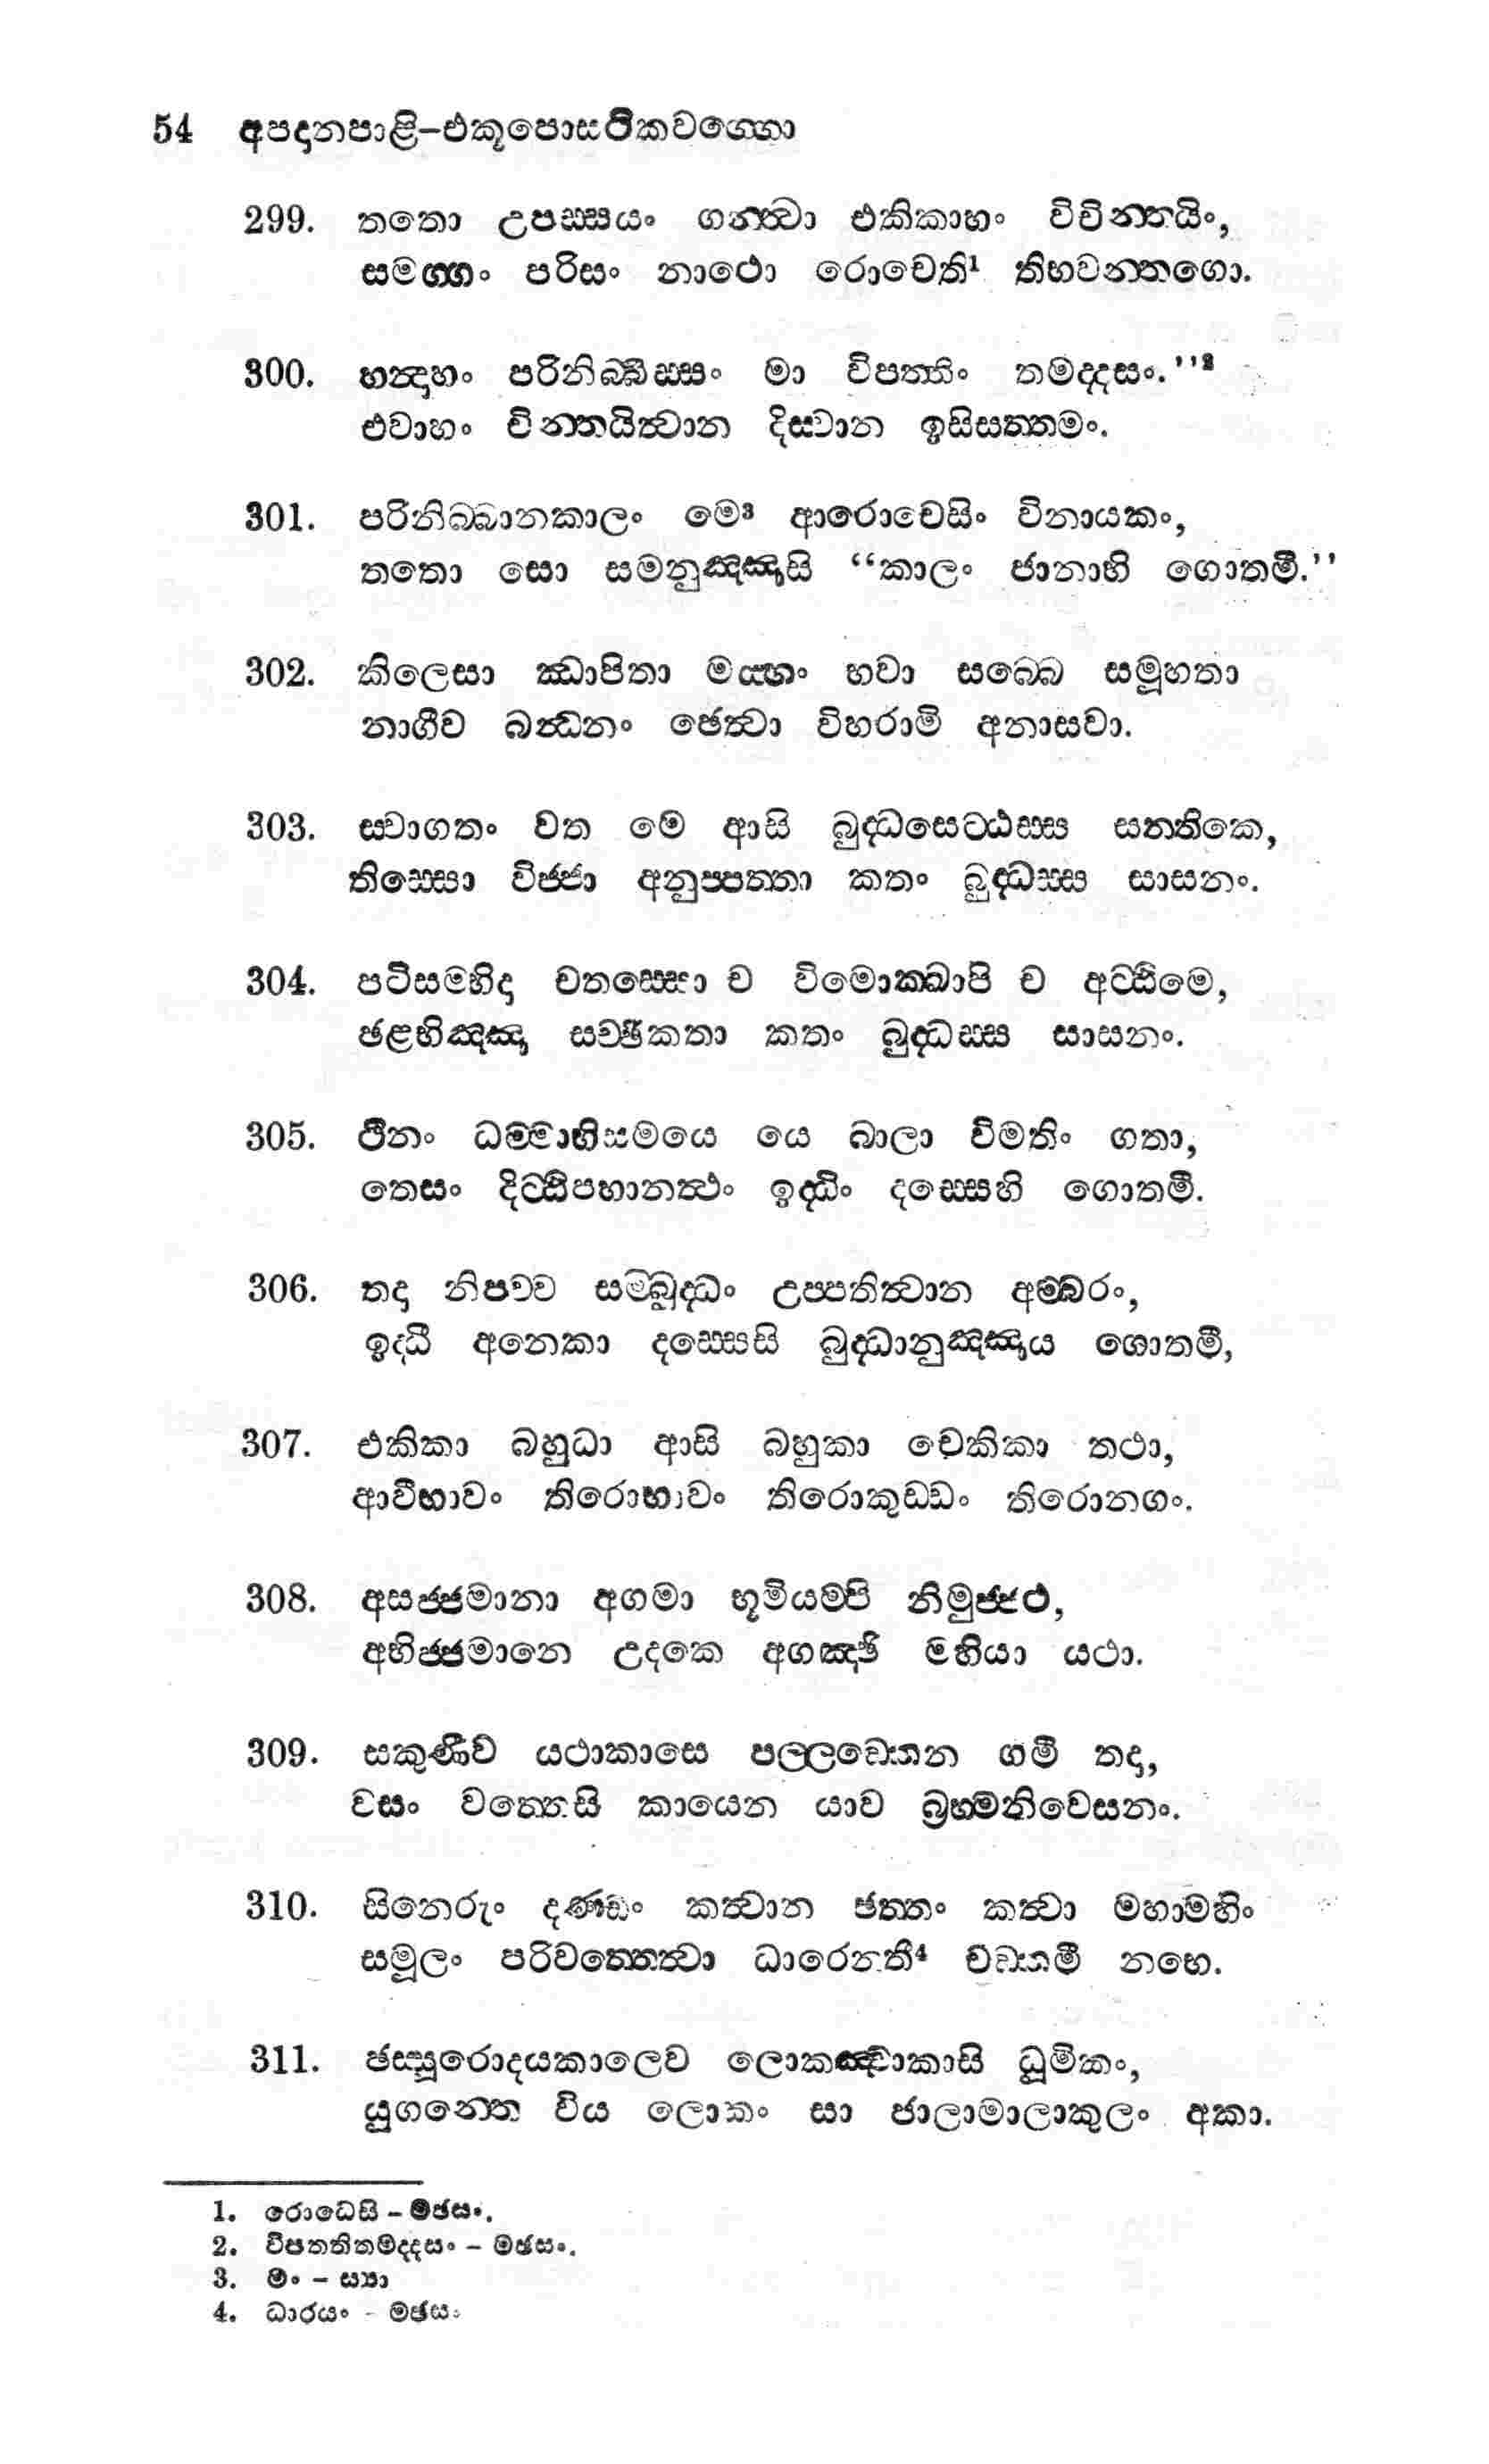 54 අපදානපාළි–එකූපොසථිකවග්ගො
299. තතො උපස්සයං ගන්ත්වා එකිකාහං විචින්තයිං,
සමග්ගං පරිසං නාථො රොචෙති¹ තිභවන්තගො.
300. හන්දාහං පරිනිබ්බිස්සං මා විපත්තිං තමද්දසං.''²
එවාහං චින්තයිත්වාන දිස්වාන ඉසිසත්තමං.
301. පරිනිබ්බානකාලං මෙ³ ආරොචෙසිං විනායකං,
තතො සො සමනුඤ්ඤාසි “කාලං ජානාහි ගොතමි.''
302. කිලෙසා ඣාපිතා මය්හං භවා සබ්බෙ සමූහතා
නාගීව බන්ධනං ඡෙත්වා විහරාමි අනාසවා.
303. ස්වාගතං වත මෙ ආසි බුද්ධසෙට්ඨස්ස සන්තිකෙ,
තිස්සො විජ්ජා අනුප්පත්තා කතං බුද්ධස්ස සාසනං.
304. පටිසම්භිදා චතස්සො ච විමොක්ඛාපි ච අට්ඨිමෙ,
ඡළභිඤ්ඤා සච්ඡිකතා කතං බුද්ධස්ස සාසනං.
305. ථීනං ධම්මාභිසමයෙ යෙ බාලා විමතිං ගතා,
තෙසං දිට්ඨිපහානත්ථං ඉද්ධිං දස්සෙහි ගොතමී.
306. තදා නිපච්ච සම්බුද්ධං උප්පතිත්වාන අම්බරං,
ඉද්ධී අනෙකා දස්සෙසි බුද්ධානුඤ්ඤාය ගොතමී,
307. එකිකා බහුධා ආසි බහුකා චෙකිකා තථා,
ආවීභාවං තිරොභාවං තිරොකුඩ්ඩං තිරොනගං.
308. අසජ්ජමානා අගමා භූමියම්පි නිමුජ්ජථ,
අභිජ්ජමානෙ උදකෙ අගඤ්ඡි මහියා යථා.
309. සකුණීව යථාකාසෙ පල්ලඞ්කෙන ගමී තදා,
වසං වත්තෙසි කායෙන යාව බ්‍රහ්මනිවෙසනං.
310. සිනෙරුං දණ්ඩං කත්වාන ඡත්තං කත්වා මහාමහිං
සමූලං පරිවත්තෙත්වා ධාරෙන්තී⁴ චඞ්කමී නභෙ.
311. ඡස්සූරොදයකාලෙව ලොකඤ්චාකාසි ධූමිකං,
යුගන්තෙ විය ලොකං සා ජාලාමාලාකුලං අකා.
1. රොධෙසි – මඡසං.
2. විපත්තිතමද්දසං – මඡසං.
3. මං – ස්‍යා
4. ධාරයං - මඡසං